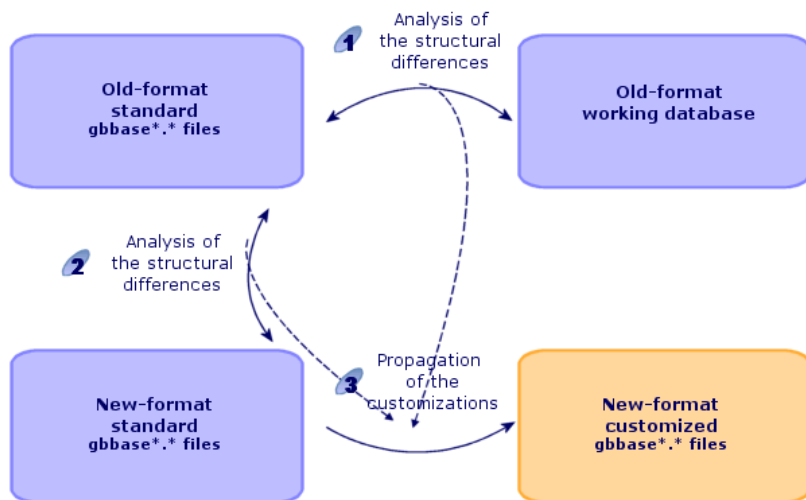 1
Analysis of
the structural
differences
Old-format
standard
gbbase*.* files
Old-format
working database
2
Analysis of
the structural
differences
3
Propagation
of the
customizations
New-format
standard
gbbase*.* files
New-format
customized
gbbase*.* files